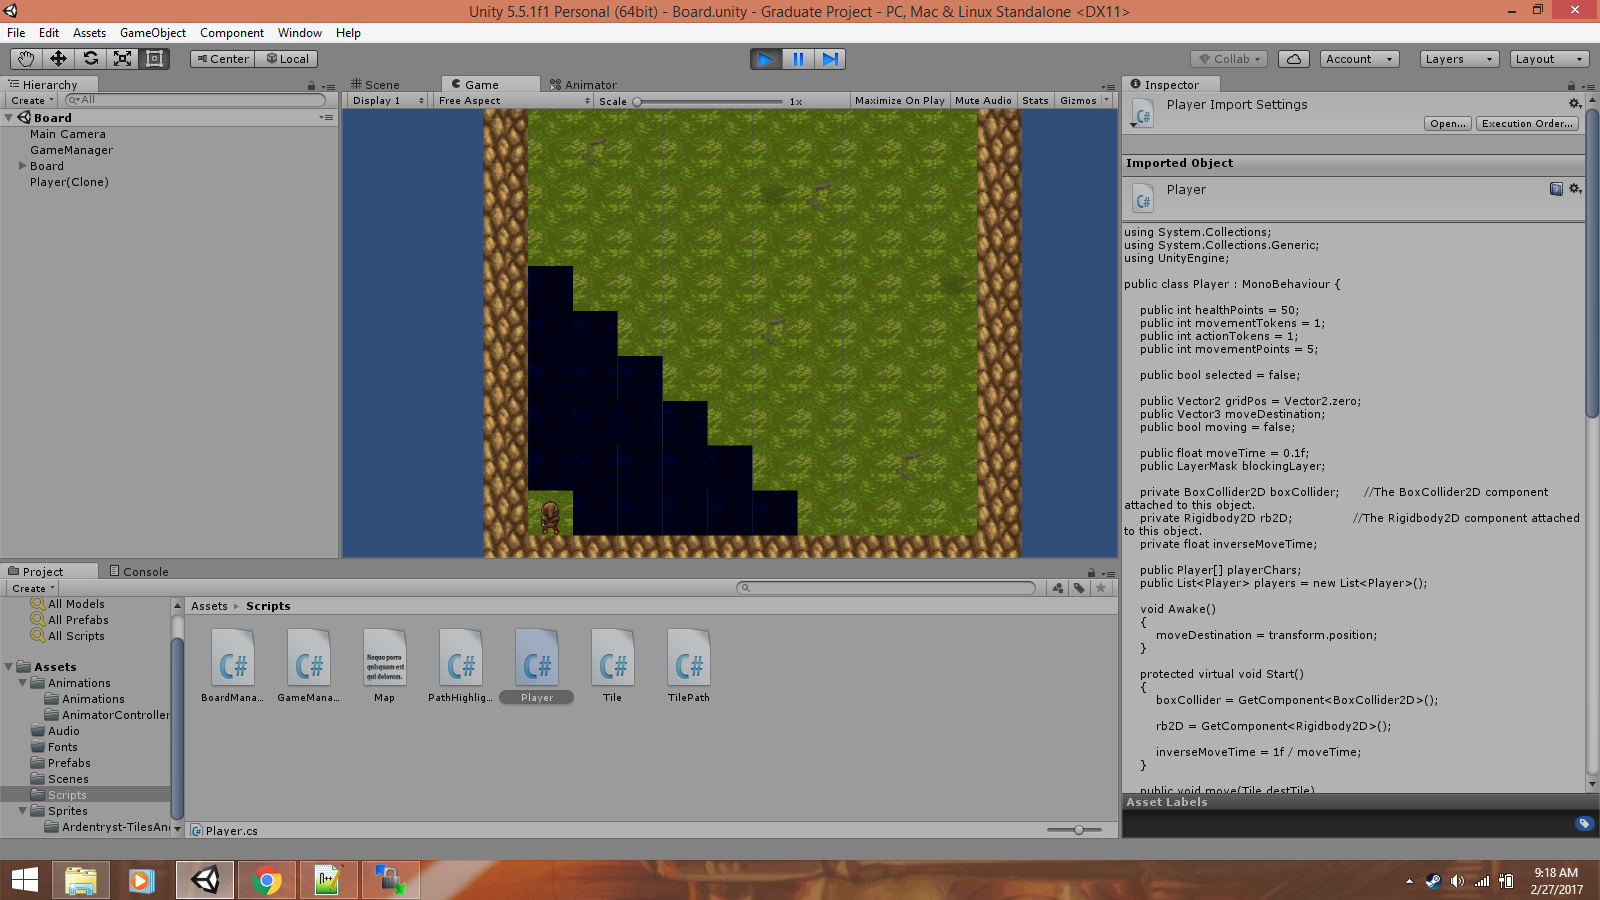 Unity 5.5.1f1 Personal (64bit) - Board.unity - Graduate Project - PC, Mac & Linux Standalone <DX11>
File Edit Assets GameObject Component Window Help
Center Local Collab Account Layers Layout
Hierarchy
Create All
Board
Main Camera
GameManager
Board
Player(Clone)
Scene Game Animator
Display 1 Free Aspect Scale 1x Maximize On Play Mute Audio Stats Gizmos
Inspector
Player Import Settings
Open... Execution Order...
Imported Object
Player
C#
using System.Collections;
using System.Collections.Generic;
using UnityEngine;
public class Player : MonoBehaviour {
public int healthPoints = 50;
public int movementTokens = 1;
public int actionTokens = 1;
public int movementPoints = 5;
public bool selected = false;
public Vector2 gridPos = Vector2.zero;
public Vector3 moveDestination;
public bool moving = false;
public float moveTime = 0.1f;
public LayerMask blockingLayer;
private BoxCollider2D boxCollider; //The BoxCollider2D component
attached to this object.
private Rigidbody2D rb2D; //The Rigidbody2D component attached
to this object.
private float inverseMoveTime;
public Player[] playerChars;
public List<Player> players = new List<Player>();
void Awake()
{
moveDestination = transform.position;
}
protected virtual void Start()
{
boxCollider = GetComponent<BoxCollider2D>();
rb2D = GetComponent<Rigidbody2D>();
inverseMoveTime = 1f / moveTime;
}
public void move(Tile destTile)
Asset Labels
Project Console
Create
All Models
All Prefabs
All Scripts
Assets
Animations
Animations
AnimatorController
Audio
Fonts
Prefabs
Scenes
Scripts
Sprites
Ardentryst-TilesAn
Assets Scripts
C# C# Neque porro quisquam est qui dolorem. C# C# C# C#
BoardMana... GameMana... Map PathHighlig... Player Tile TilePath
Player.cs
9:18 AM
2/27/2017